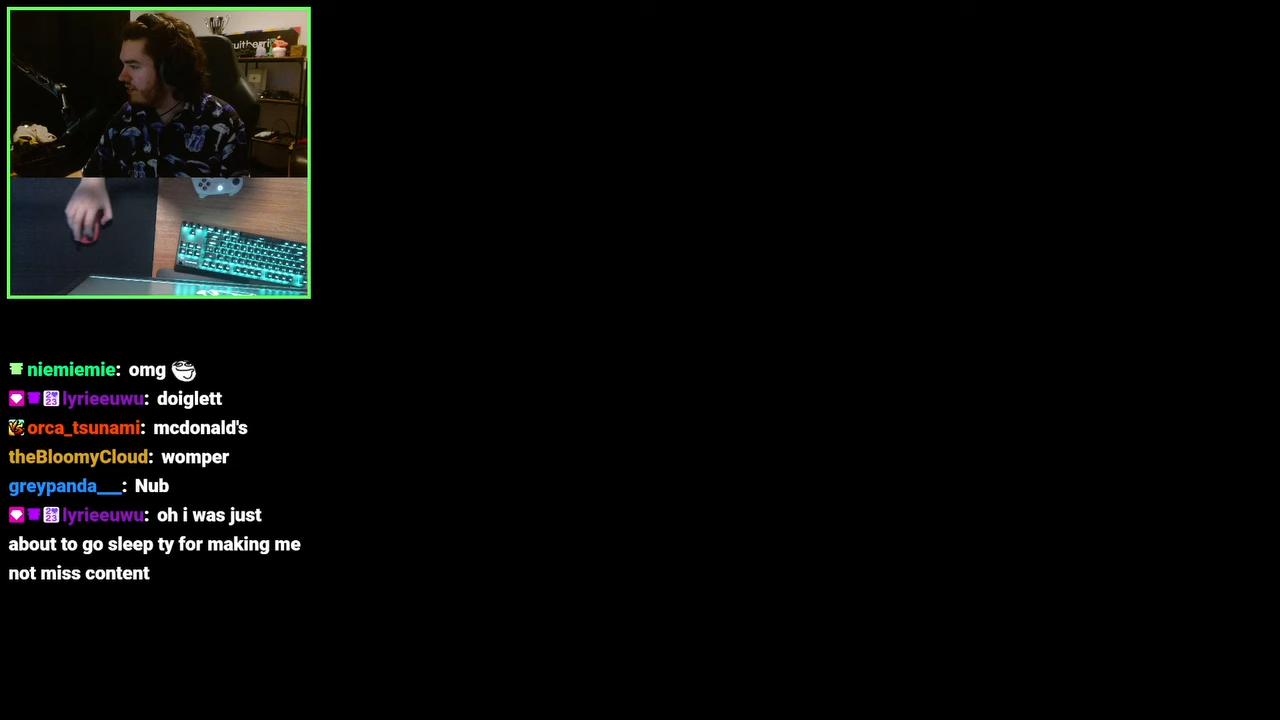 niemiemie: omg
lyrieeuwu: doiglett
orca_tsunami: mcdonald's
theBloomyCloud: womper
greypanda___: Nub
lyrieeuwu: oh i was just
about to go sleep ty for making me
not miss content